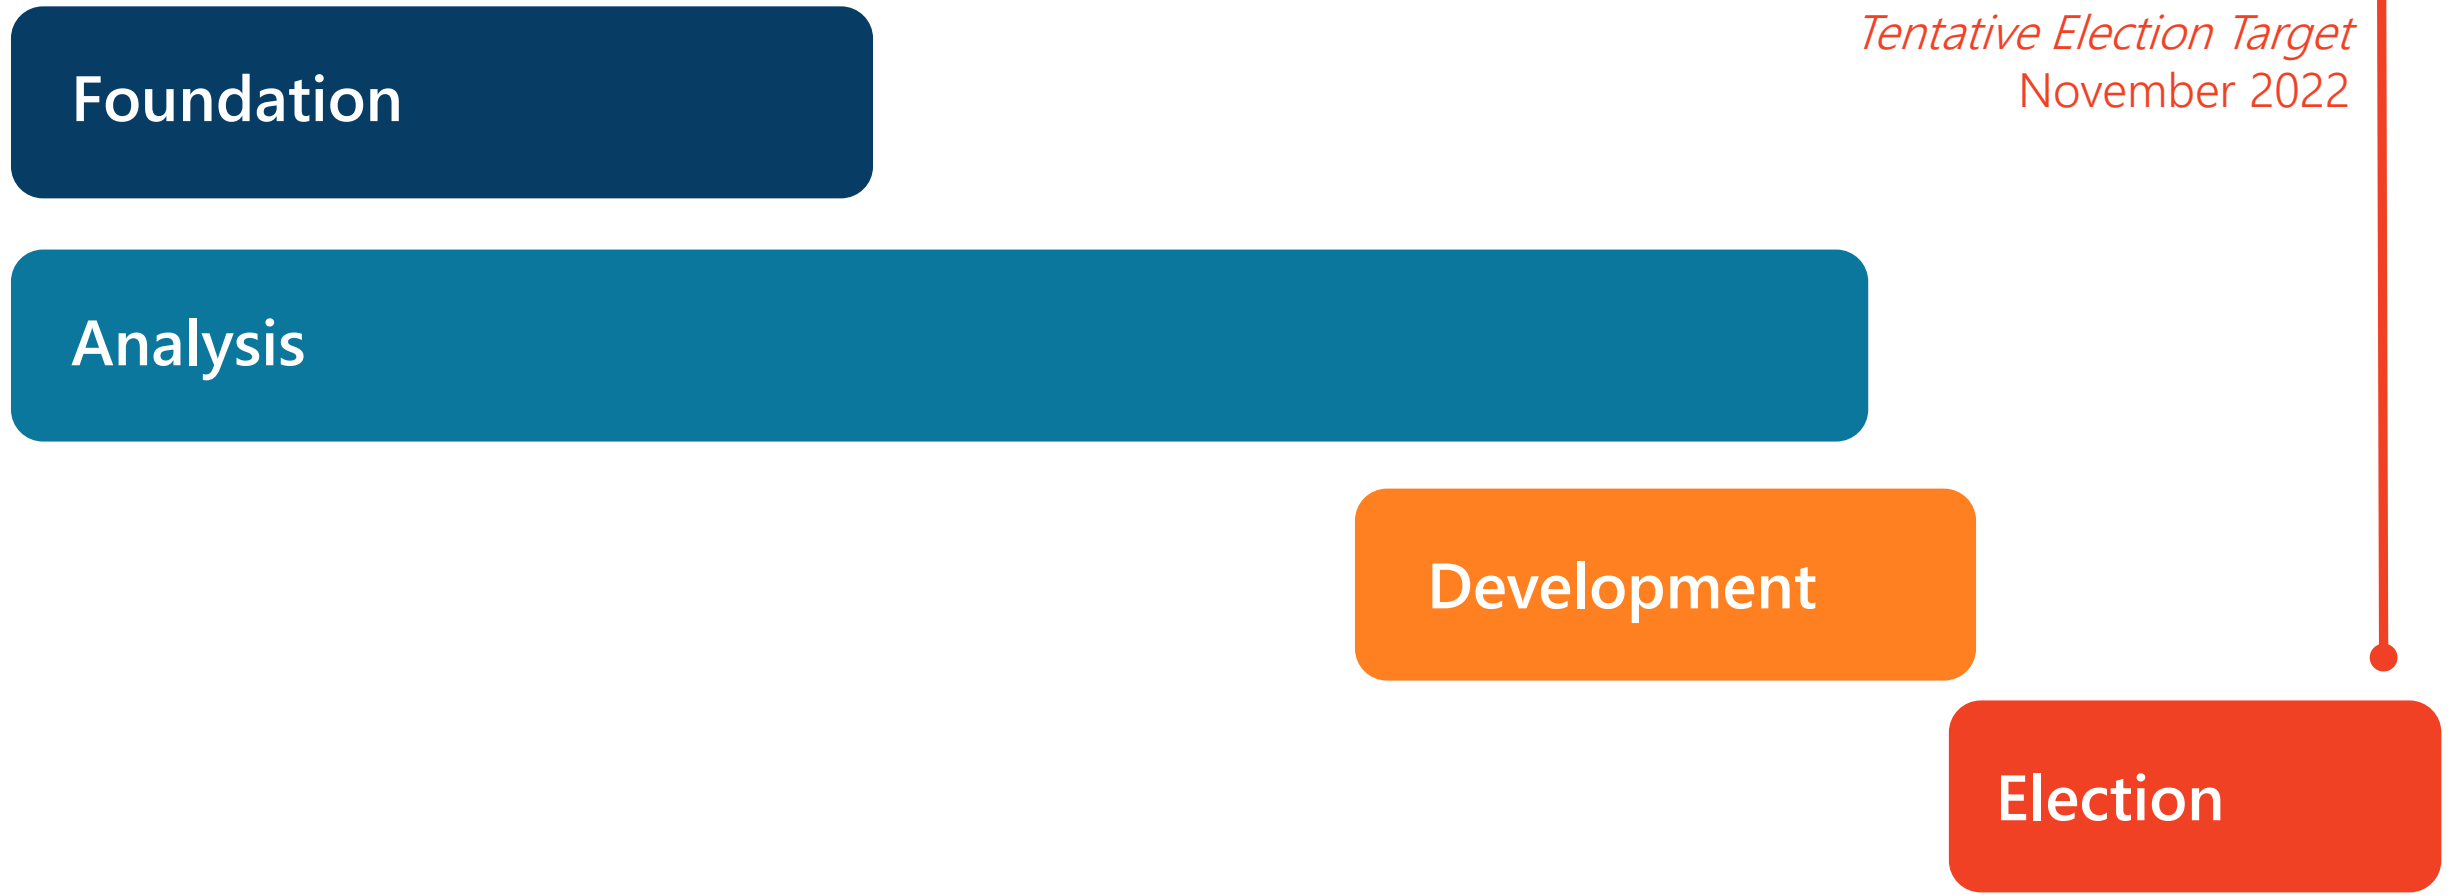 Foundation
Tentative Election Target
November 2022
Analysis
Development
Election